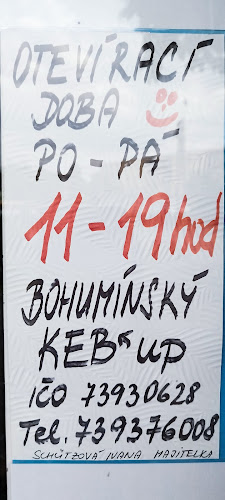 OTEVÍRACÍ
DOBA
PO - PÁ
11 - 19 hod
BOHUMÍNSKÝ
KEB*UP
IČO 73930628
Tel. 739376008
SCHÜTZOVÁ IVANA MAJITELKA